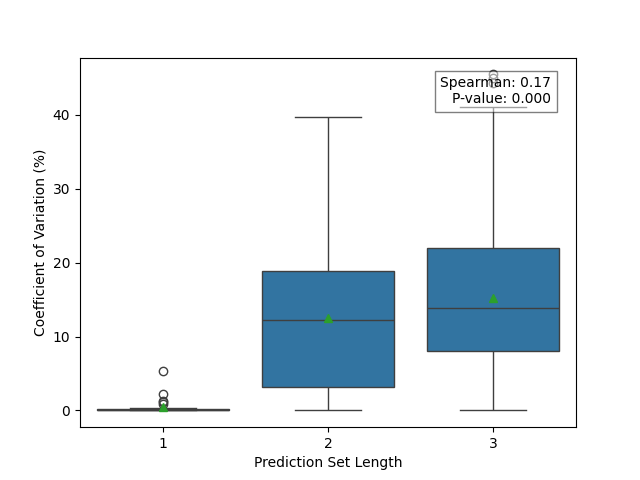 Spearman: 0.17
P-value: 0.000
40
30
20
10
0
Coefficient of Variation (%)
1 2 3
Prediction Set Length